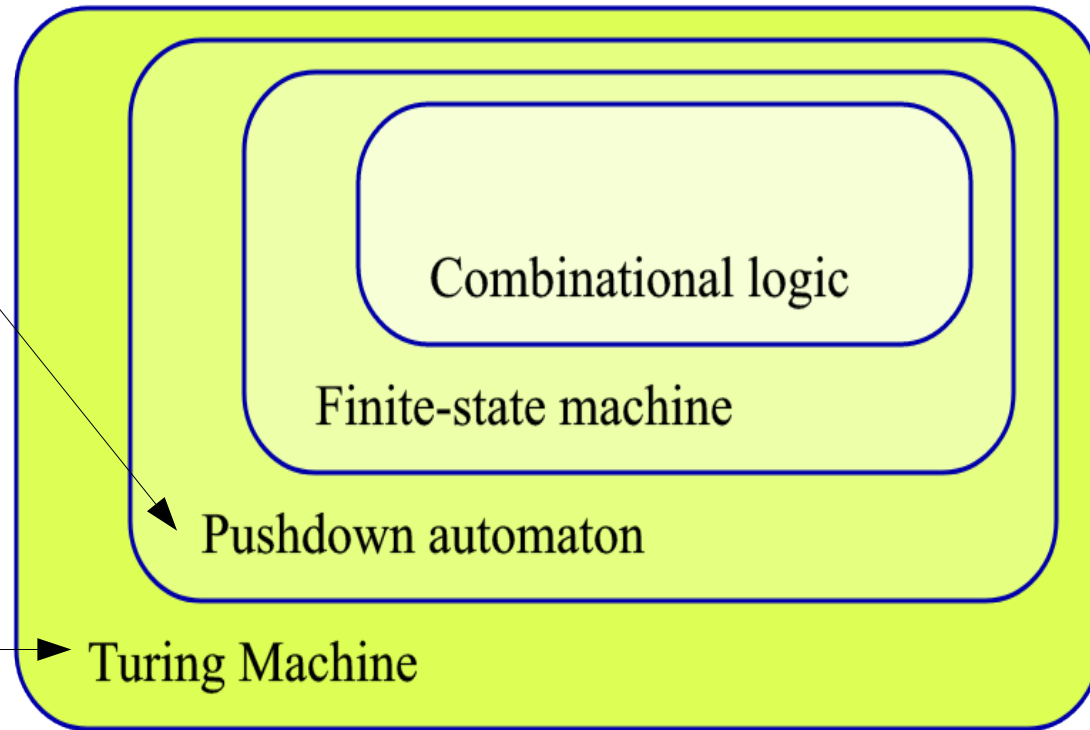 Combinational logic
Finite-state machine
Pushdown automaton
Turing Machine